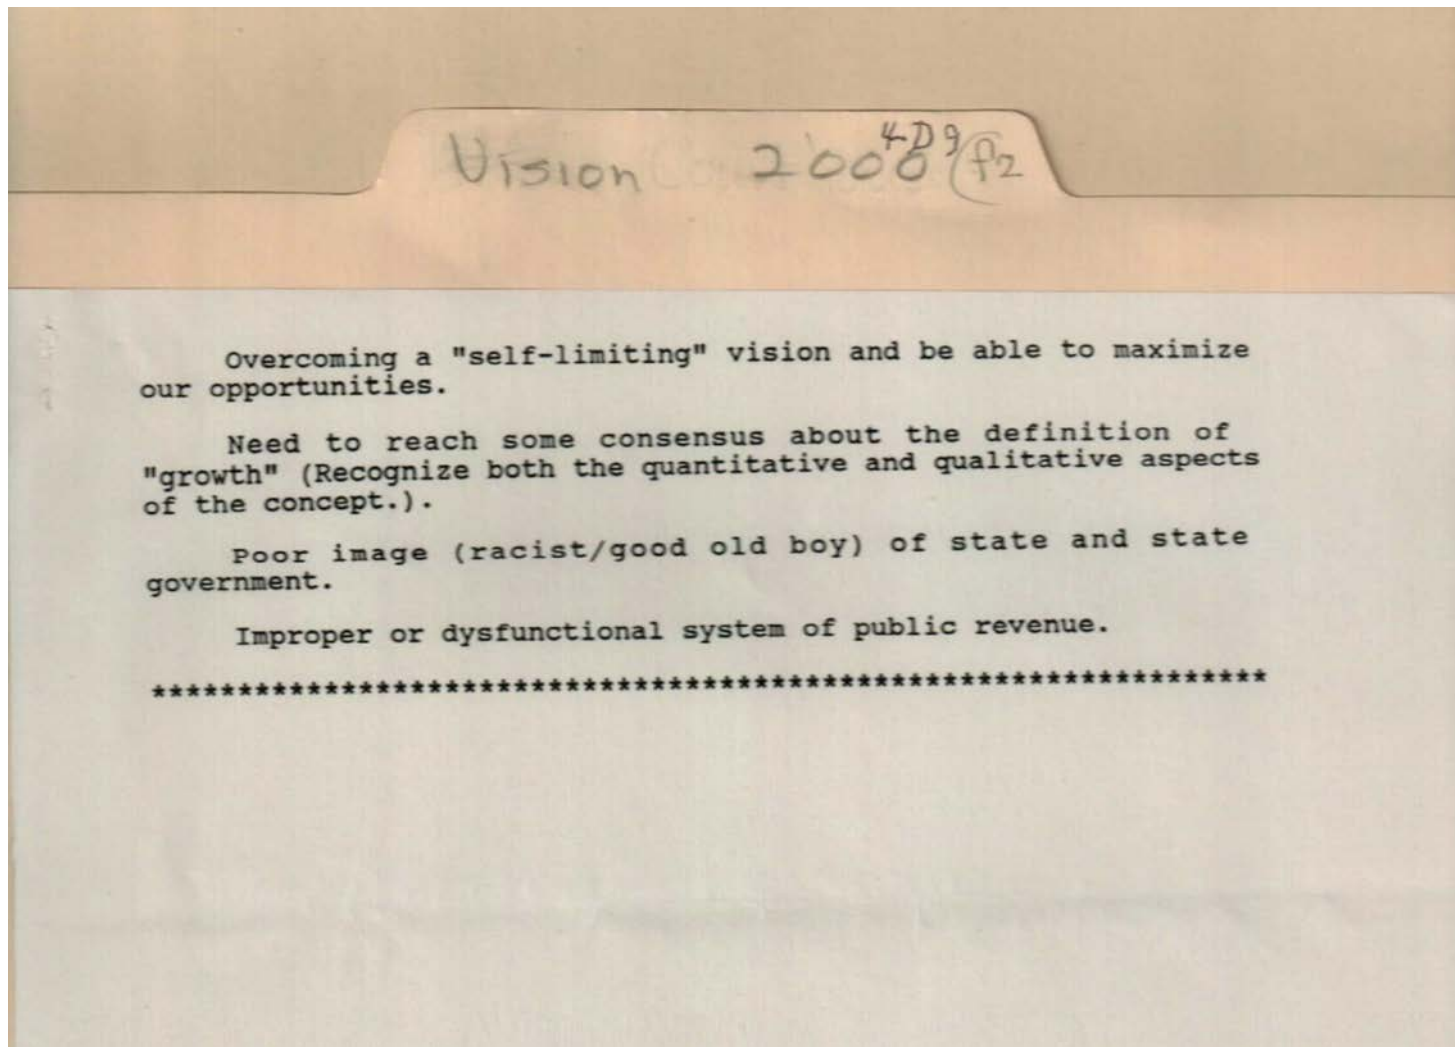 Vision 2000 4D9 (f2
Overcoming a "self-limiting" vision and be able to maximize
our opportunities.
Need to reach some consensus about the definition of
"growth" (Recognize both the quantitative and qualitative aspects
of the concept.).
Poor image (racist/good old boy) of state and state
government.
Improper or dysfunctional system of public revenue.
*****************************************************************